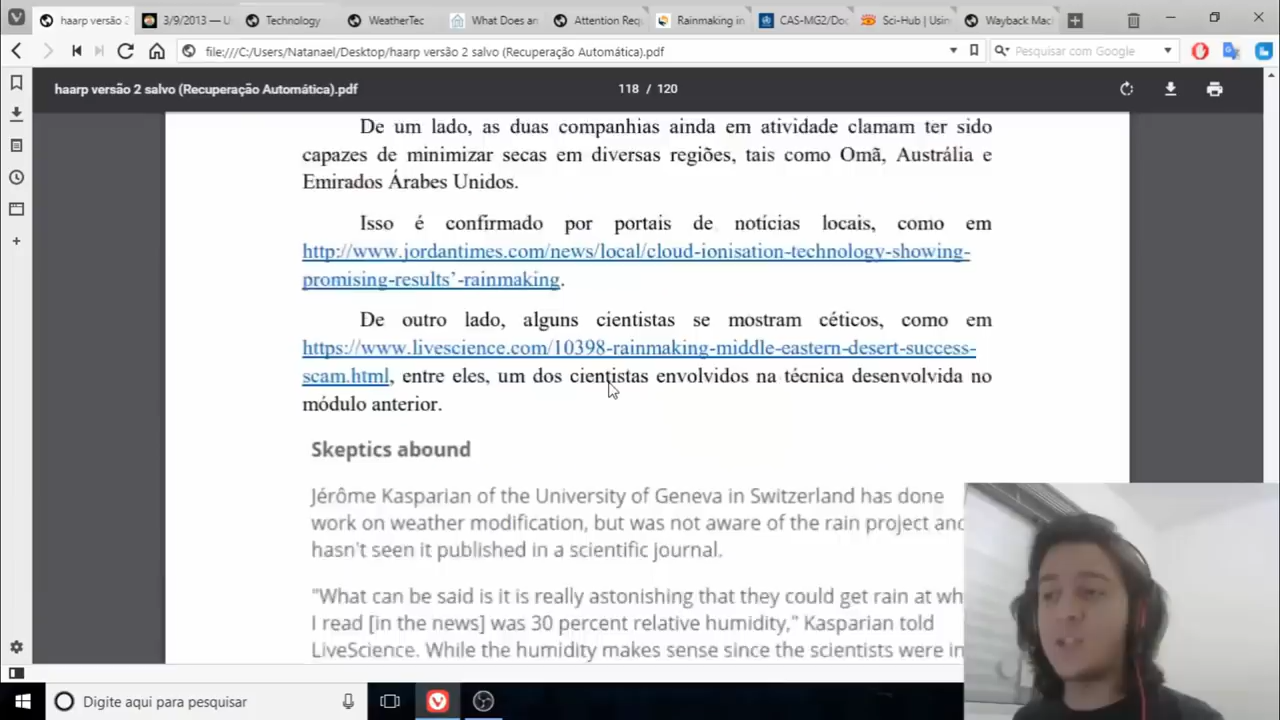 haarp versão 2
3/9/2013 — U
Technology
WeatherTec
What Does an
Attention Req
Rainmaking in
CAS-MG2/Do
Sci-Hub | Usin
Wayback Mac
file:///C:/Users/Natanael/Desktop/haarp versão 2 salvo (Recuperação Automática).pdf
Pesquisar com Google
haarp versão 2 salvo (Recuperação Automática).pdf
118 / 120
De um lado, as duas companhias ainda em atividade clamam ter sido
capazes de minimizar secas em diversas regiões, tais como Omã, Austrália e
Emirados Árabes Unidos.
Isso é confirmado por portais de notícias locais, como em
http://www.jordantimes.com/news/local/cloud-ionisation-technology-showing-
promising-results’-rainmaking.
De outro lado, alguns cientistas se mostram céticos, como em
https://www.livescience.com/10398-rainmaking-middle-eastern-desert-success-
scam.html, entre eles, um dos cientistas envolvidos na técnica desenvolvida no
módulo anterior.
Skeptics abound
Jérôme Kasparian of the University of Geneva in Switzerland has done
work on weather modification, but was not aware of the rain project and
hasn't seen it published in a scientific journal.
"What can be said is it is really astonishing that they could get rain at wh
I read [in the news] was 30 percent relative humidity," Kasparian told
LiveScience. While the humidity makes sense since the scientists were in
Digite aqui para pesquisar